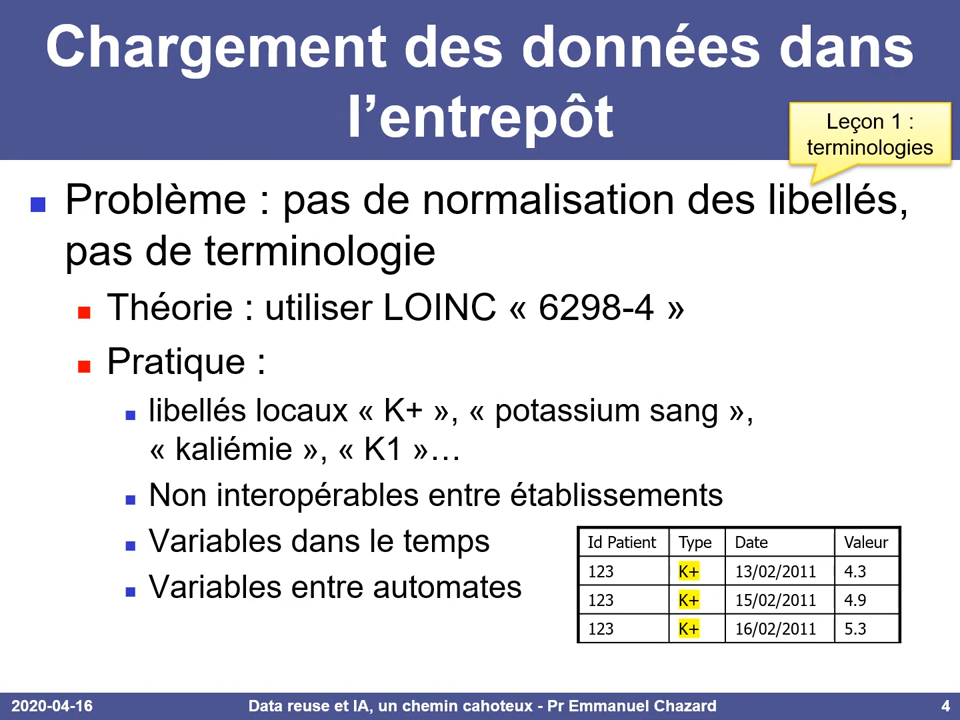 Chargement des données dans
l’entrepôt
Leçon 1 :
terminologies
Problème : pas de normalisation des libellés,
pas de terminologie
Théorie : utiliser LOINC « 6298-4 »
Pratique :
libellés locaux « K+ », « potassium sang »,
« kaliémie », « K1 »…
Non interopérables entre établissements
Variables dans le temps
Variables entre automates
Id Patient Type Date Valeur
123 K+ 13/02/2011 4.3
123 K+ 15/02/2011 4.9
123 K+ 16/02/2011 5.3
2020-04-16 Data reuse et IA, un chemin cahoteux - Pr Emmanuel Chazard 4